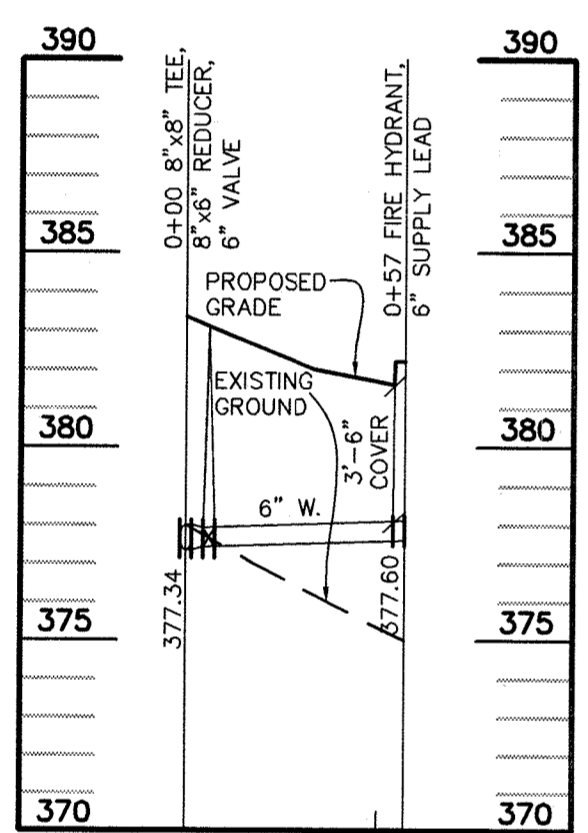 390
390
0+00 8"x8" TEE,
8"x6" REDUCER,
6" VALVE
0+57 FIRE HYDRANT,
6" SUPPLY LEAD
385
385
PROPOSED
GRADE
EXISTING
GROUND
3'-6"
COVER
380
380
6" W.
377.34
377.60
375
375
370
370